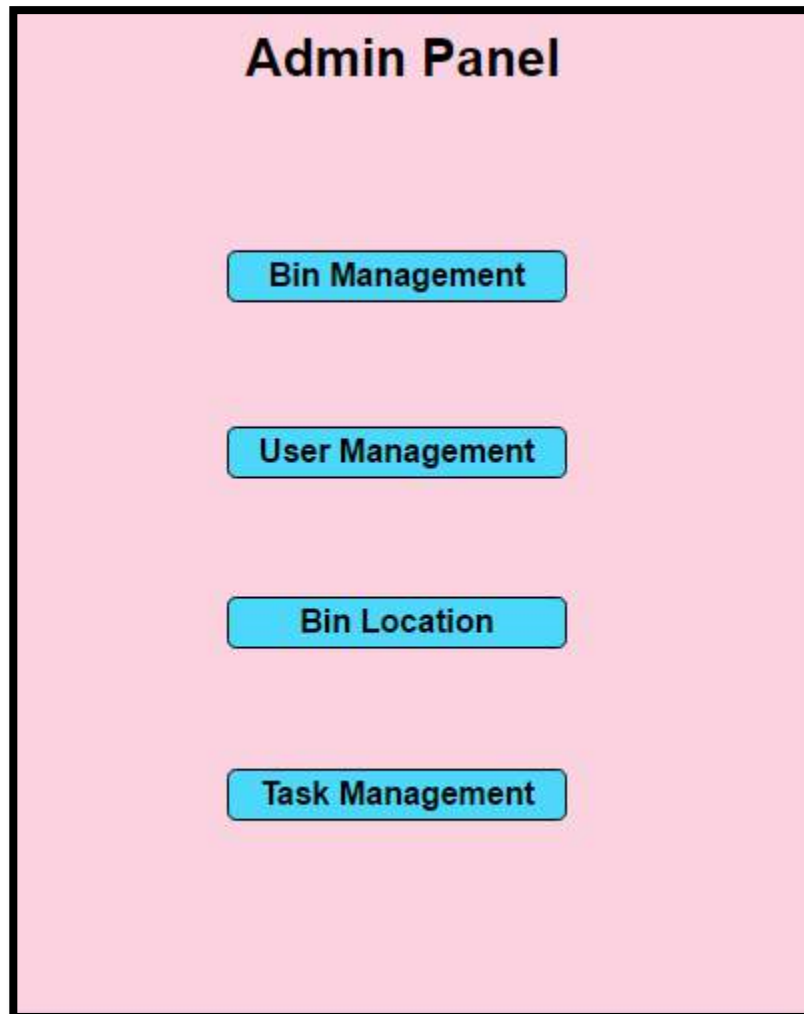 Admin Panel
Bin Management
User Management
Bin Location
Task Management